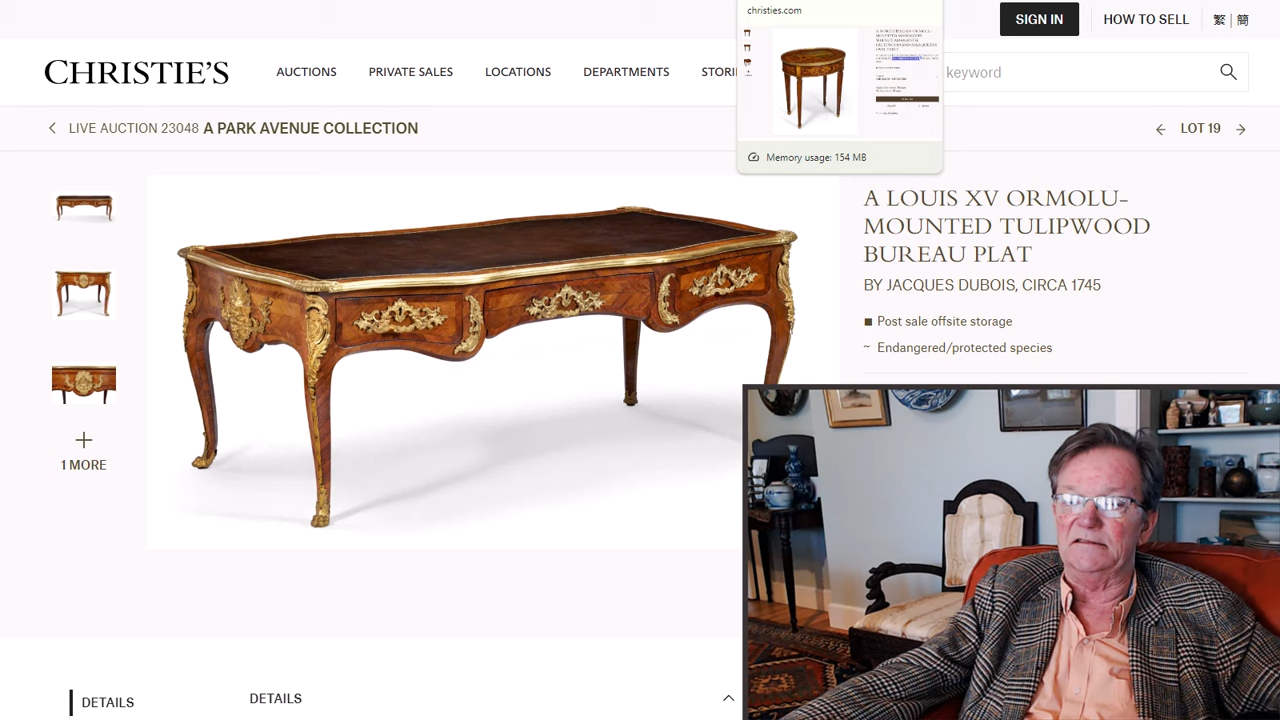 christies.com
SIGN IN
HOW TO SELL
繁 | 簡
CHRISTIE'S
AUCTIONS
PRIVATE SALES
LOCATIONS
DEPARTMENTS
STORI
keyword
Memory usage: 154 MB
LIVE AUCTION 23048 A PARK AVENUE COLLECTION
LOT 19
A LOUIS XV ORMOLU-
MOUNTED TULIPWOOD
BUREAU PLAT
BY JACQUES DUBOIS, CIRCA 1745
Post sale offsite storage
~ Endangered/protected species
1 MORE
DETAILS
DETAILS